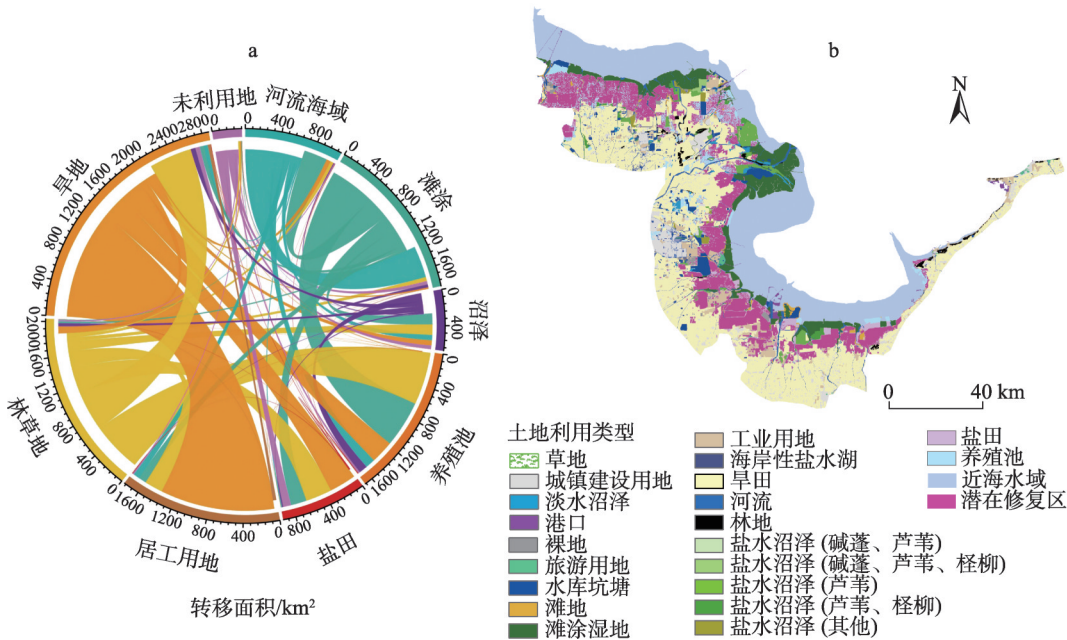 a
未利用地
0
河流海域
0 400 800
滩涂
0 400 800 1200 1600
沼泽
0 400
养殖池
0 400 800 1200 1600
盐田
0 400 800
居工用地
0 400 800 1200 1600
林草地
0 400 800 1200 1600 2000
旱地
0 400 800 1200 1600 2000 2400 2800
转移面积/km²
b
N
0 40 km
土地利用类型
草地
城镇建设用地
淡水沼泽
港口
裸地
旅游用地
水库坑塘
滩地
滩涂湿地
工业用地
海岸性盐水湖
旱田
河流
林地
盐水沼泽 (碱蓬、芦苇)
盐水沼泽 (碱蓬、芦苇、柽柳)
盐水沼泽 (芦苇)
盐水沼泽 (芦苇、柽柳)
盐水沼泽 (其他)
盐田
养殖池
近海水域
潜在修复区